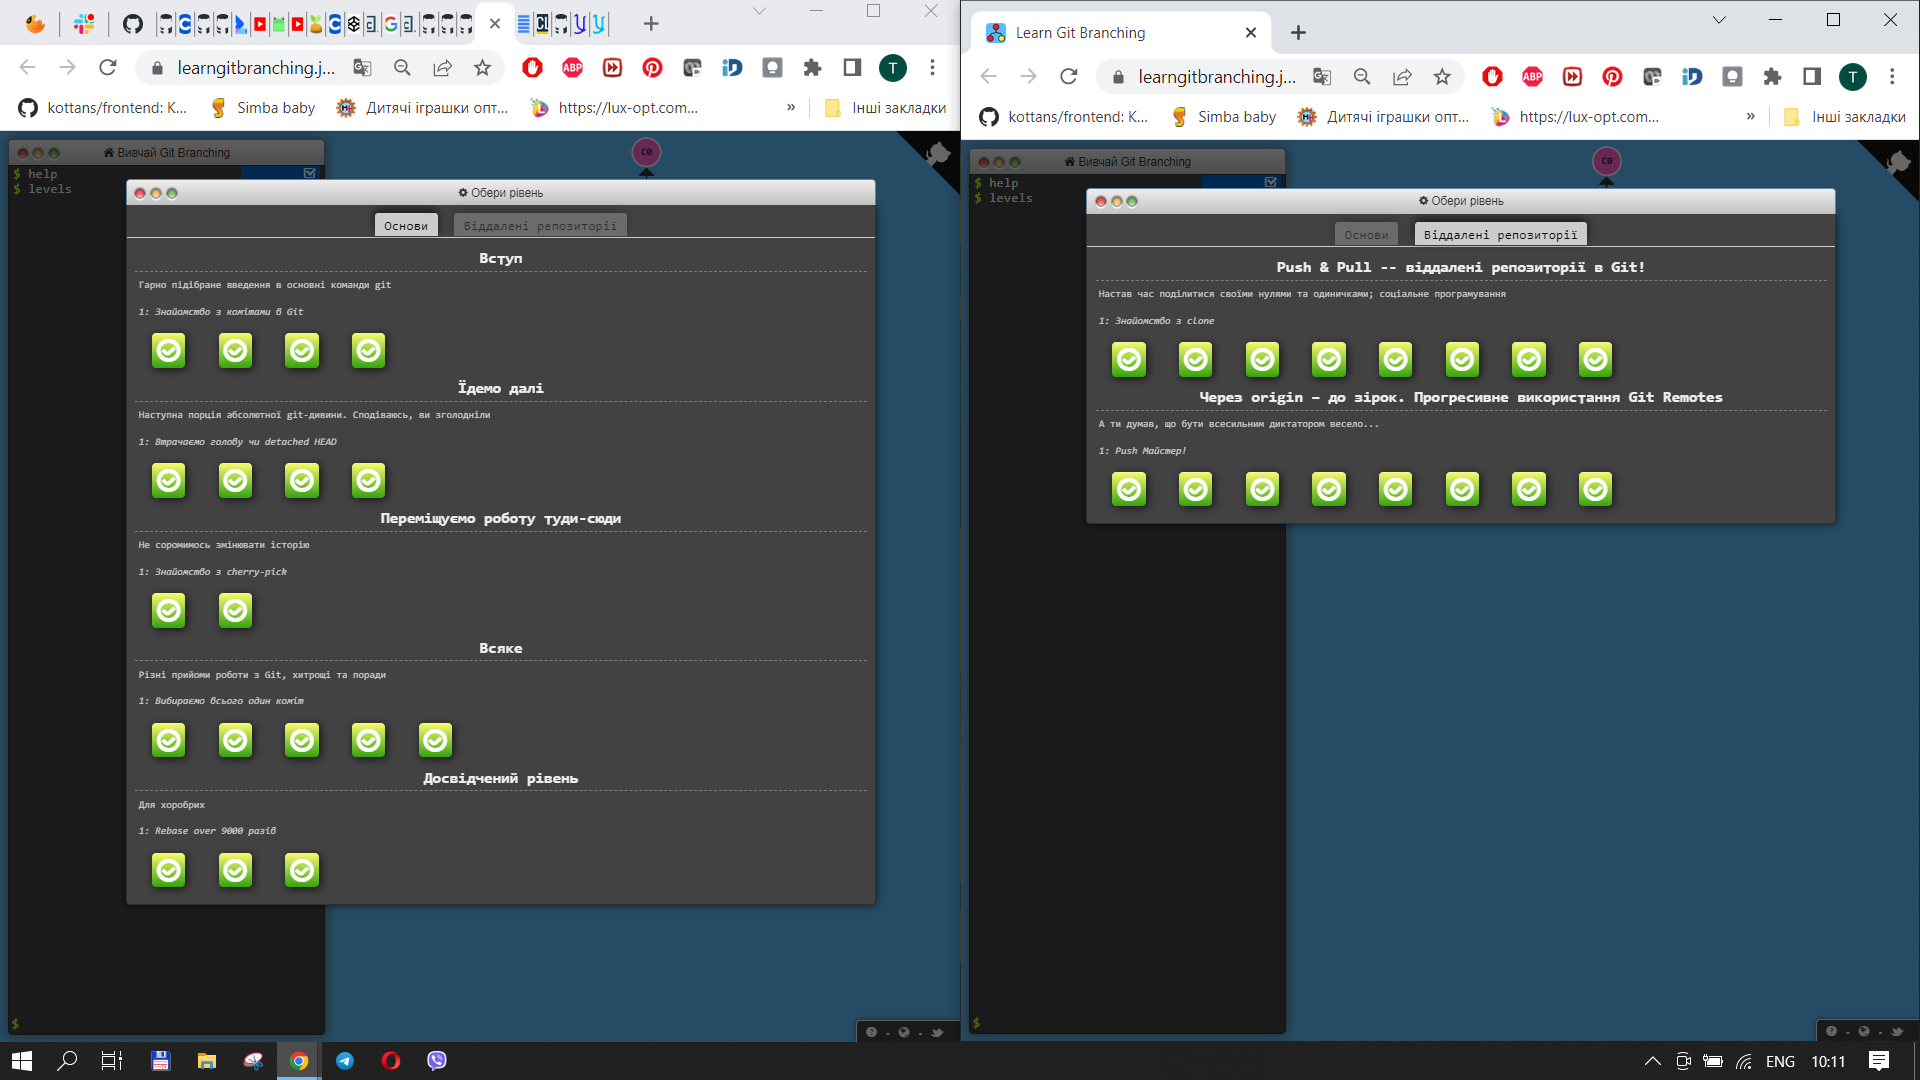 learngitbranching.j...
ABP
T
kottans/frontend: K...
Simba baby
Дитячі іграшки опт...
https://lux-opt.com...
»
Інші закладки
Вивчай Git Branching
$ help
$ levels
C0
Обери рівень
Основи
Віддалені репозиторії
Вступ
Гарно підібране введення в основні команди git
1: Знайомство з комітами в Git
Їдемо далі
Наступна порція абсолютної git-дивини. Сподіваюсь, ви зголодніли
1: Втрачаємо голову чи detached HEAD
Переміщуємо роботу туди-сюди
Не соромимось змінювати історію
1: Знайомство з cherry-pick
Всяке
Різні прийоми роботи з Git, хитрощі та поради
1: Вибираємо всього один коміт
Досвідчений рівень
Для хоробрих
1: Rebase over 9000 разів
$
Learn Git Branching
learngitbranching.j...
ABP
T
kottans/frontend: K...
Simba baby
Дитячі іграшки опт...
https://lux-opt.com...
»
Інші закладки
Вивчай Git Branching
$ help
$ levels
C0
Обери рівень
Основи
Віддалені репозиторії
Push & Pull -- віддалені репозиторії в Git!
Настав час поділитися своїми нулями та одиничками; соціальне програмування
1: Знайомство з clone
Через origin – до зірок. Прогресивне використання Git Remotes
А ти думав, що бути всесильним диктатором весело...
1: Push Майстер!
$
ENG
10:11